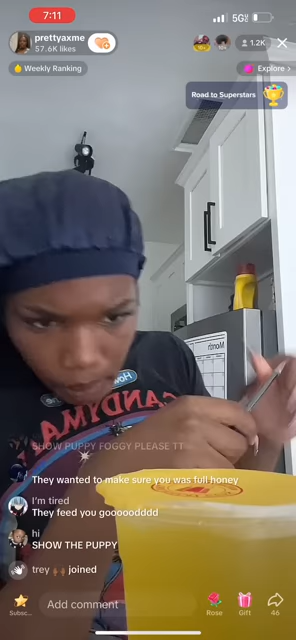 7:11
5G
prettyaxme
57.6K likes
1.2K
Weekly Ranking
Explore >
Road to Superstars
Month
How
CANDYMA
SHOW PUPPY FOGGY PLEASE TT
They wanted to make sure you was full honey
I'm tired
They feed you gooooodddd
hi
SHOW THE PUPPY
trey 🙌🏾 joined
Subsc...
Add comment
Rose
Gift
46